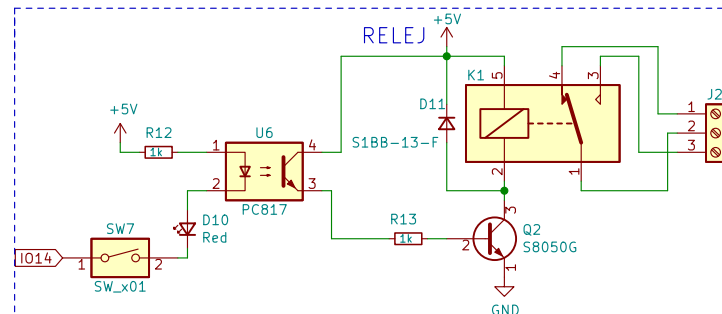 RELEJ
+5V
K1
5
4
3
J2
+5V
D11
1
R12
U6
S1BB-13-F
2
1k
1
4
3
2
3
2
1
PC817
D10
Red
3
R13
Q2
SW7
1k
2
S8050G
IO14
1
2
1
SW_x01
GND